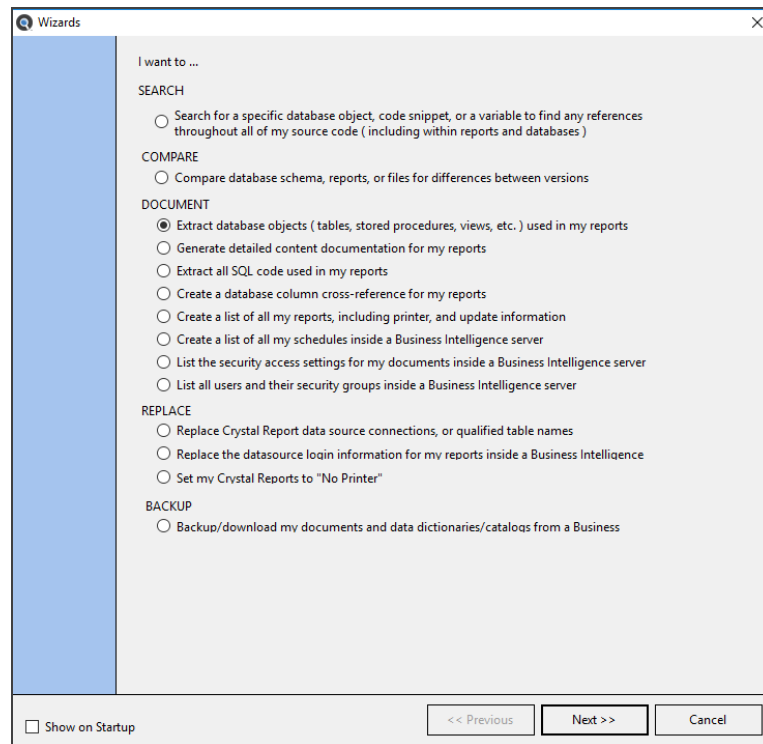 Wizards
I want to ...
SEARCH
Search for a specific database object, code snippet, or a variable to find any references
throughout all of my source code ( including within reports and databases )
COMPARE
Compare database schema, reports, or files for differences between versions
DOCUMENT
Extract database objects ( tables, stored procedures, views, etc. ) used in my reports
Generate detailed content documentation for my reports
Extract all SQL code used in my reports
Create a database column cross-reference for my reports
Create a list of all my reports, including printer, and update information
Create a list of all my schedules inside a Business Intelligence server
List the security access settings for my documents inside a Business Intelligence server
List all users and their security groups inside a Business Intelligence server
REPLACE
Replace Crystal Report data source connections, or qualified table names
Replace the datasource login information for my reports inside a Business Intelligence
Set my Crystal Reports to "No Printer"
BACKUP
Backup/download my documents and data dictionaries/catalogs from a Business
Show on Startup
<< Previous
Next >>
Cancel